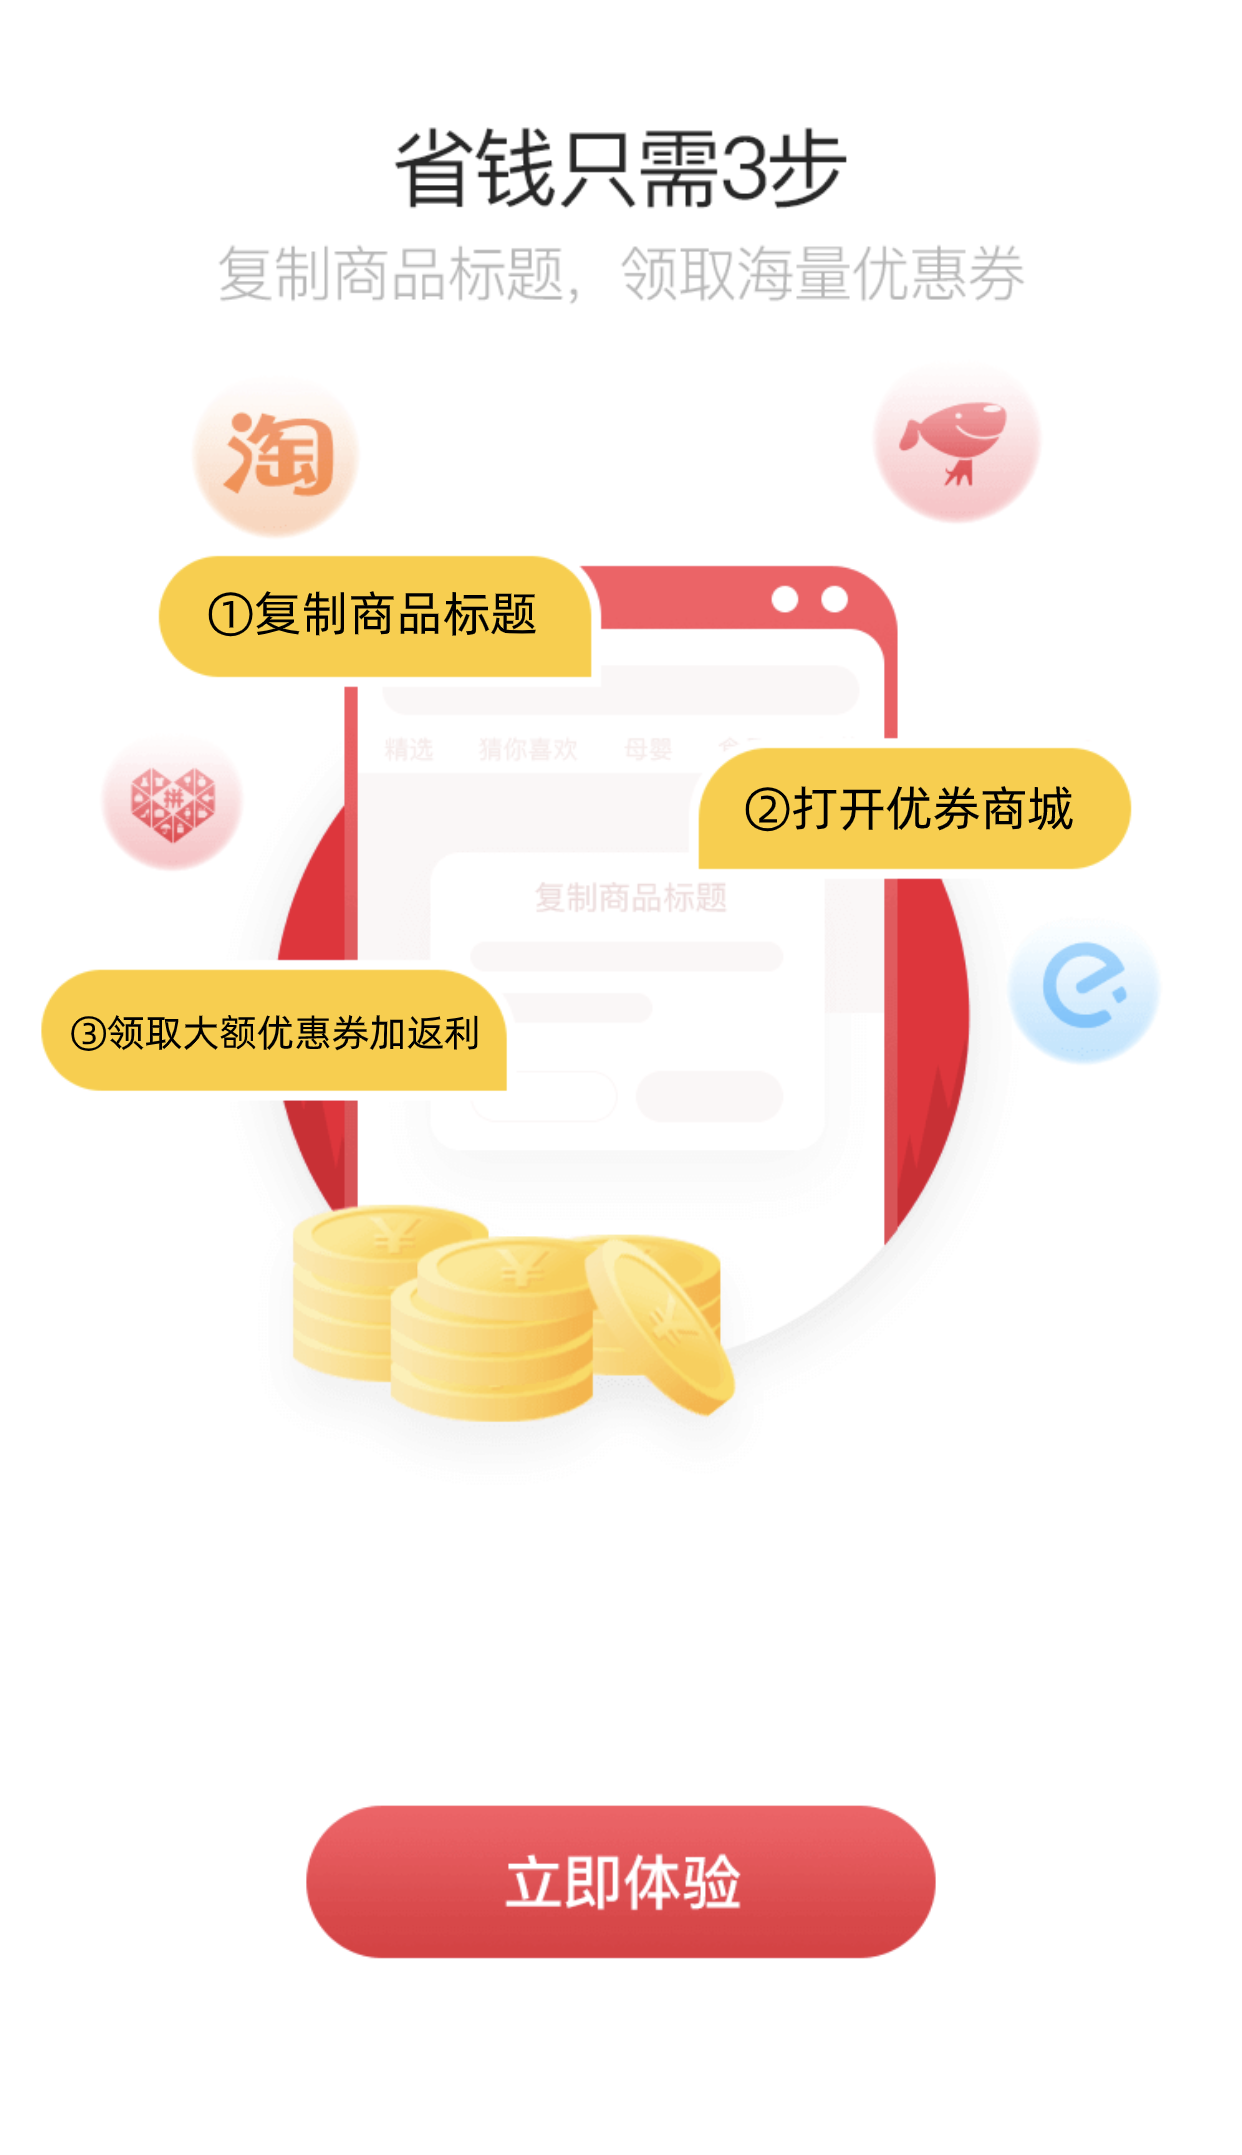 省钱只需3步
复制商品标题，领取海量优惠券
淘
①复制商品标题
精选 猜你喜欢 母婴
拼
②打开优券商城
复制商品标题
③领取大额优惠券加返利
立即体验